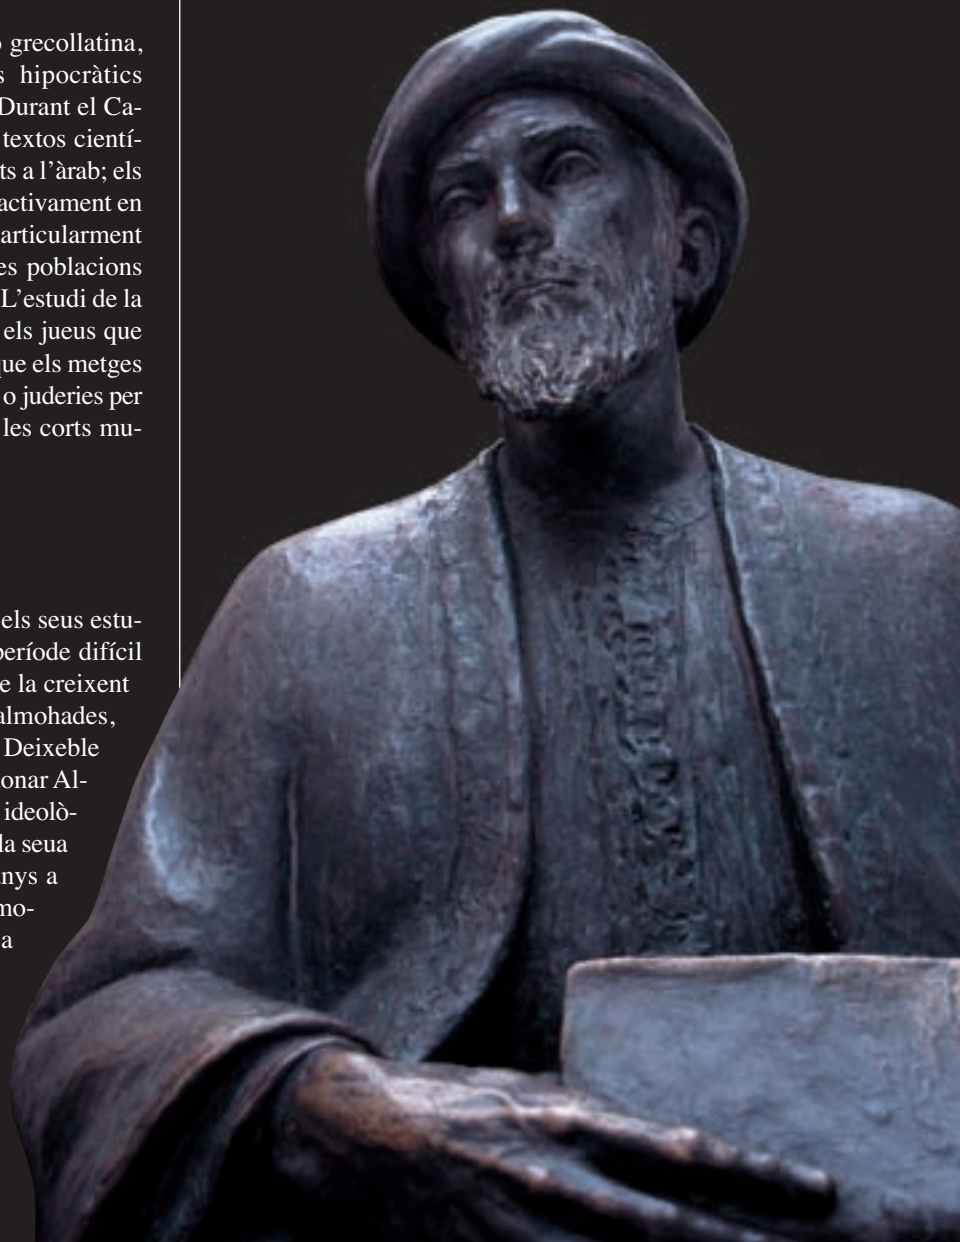 grecollatina,
hipocràtics
Durant el Ca-
textos cientí-
a l’àrab; els
activament en
articularment
es poblacions
L’estudi de la
els jueus que
que els metges
o juderies per
les corts mu-
els seus estu-
període difícil
e la creixent
almohades,
Deixeble
onar Al-
ideolò-
la seua
anys a
mo-
a